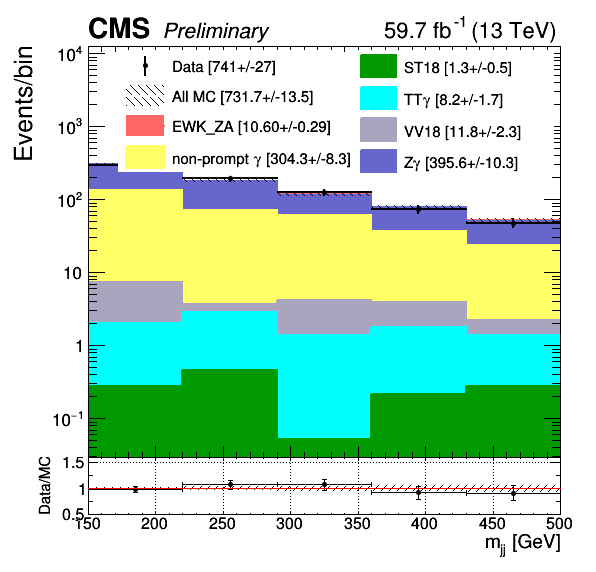 CMS Preliminary 59.7 fb⁻¹ (13 TeV)
Events/bin
Data [741+/-27]
All MC [731.7+/-13.5]
EWK_ZA [10.60+/-0.29]
non-prompt γ [304.3+/-8.3]
ST18 [1.3+/-0.5]
TTγ [8.2+/-1.7]
VV18 [11.8+/-2.3]
Zγ [395.6+/-10.3]
10⁴
10³
10²
10
1
10⁻¹
Data/MC
1.5
1
0.5
150 200 250 300 350 400 450 500
m_jj [GeV]